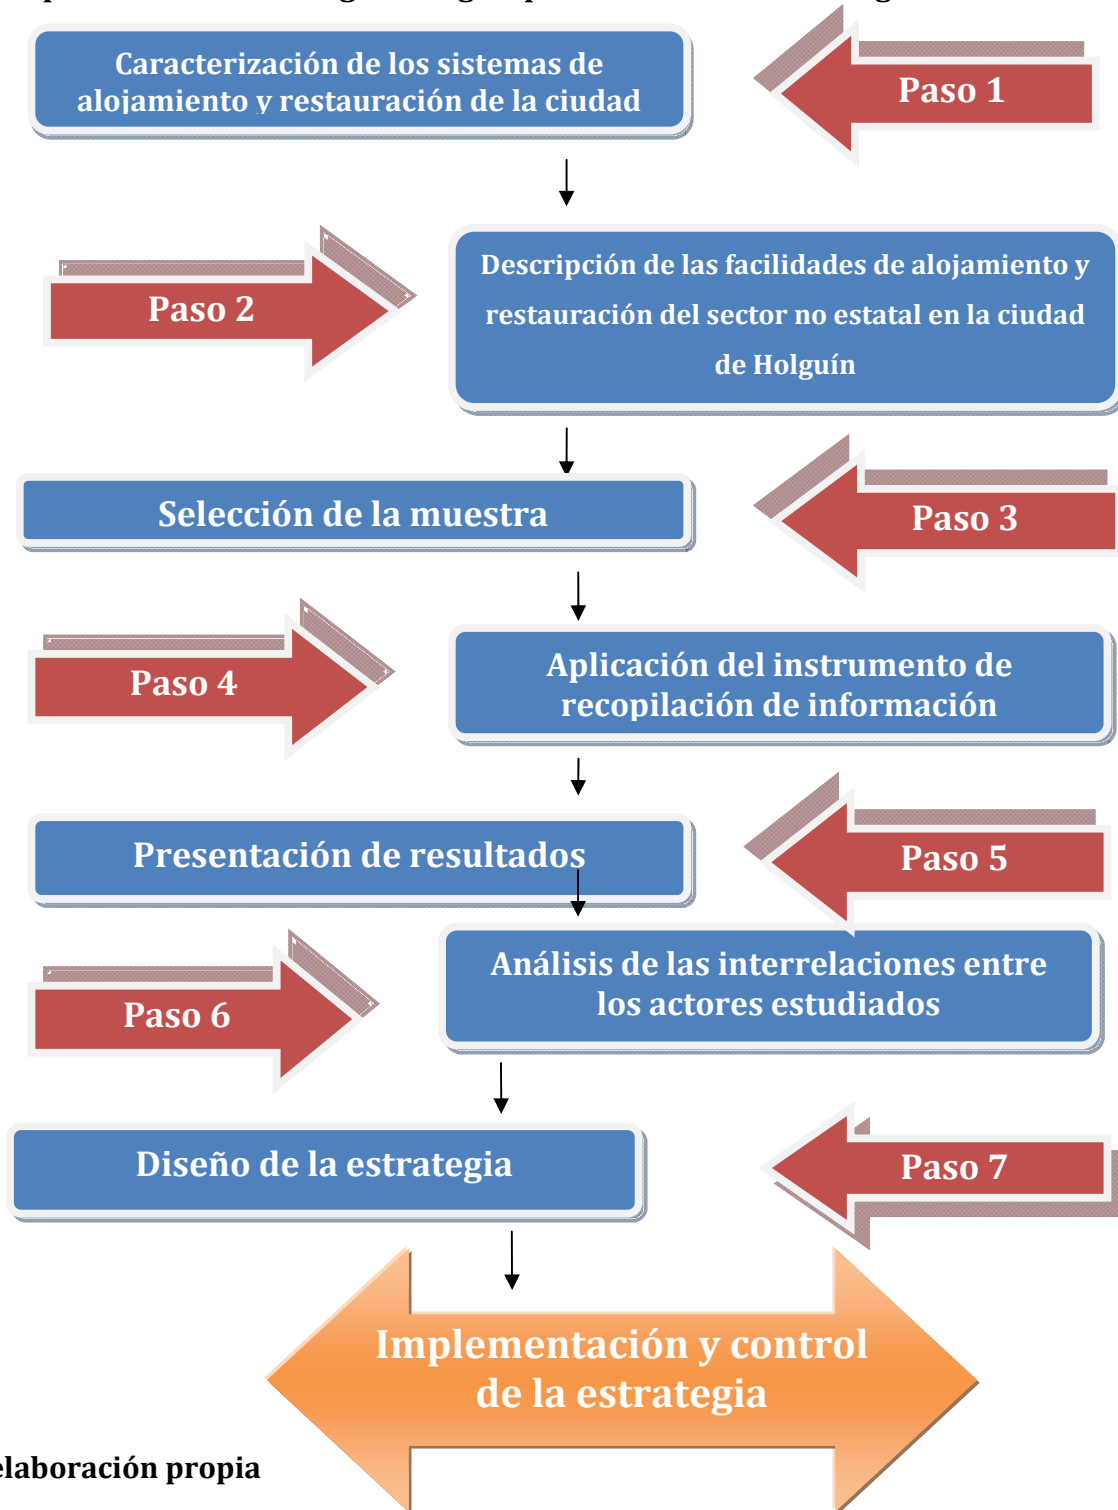 Caracterización de los sistemas de
alojamiento y restauración de la ciudad
Paso 1
Paso 2
Descripción de las facilidades de alojamiento y
restauración del sector no estatal en la ciudad
de Holguín
Selección de la muestra
Paso 3
Paso 4
Aplicación del instrumento de
recopilación de información
Presentación de resultados
Paso 5
Paso 6
Análisis de las interrelaciones entre
los actores estudiados
Diseño de la estrategia
Paso 7
Implementación y control
de la estrategia
elaboración propia